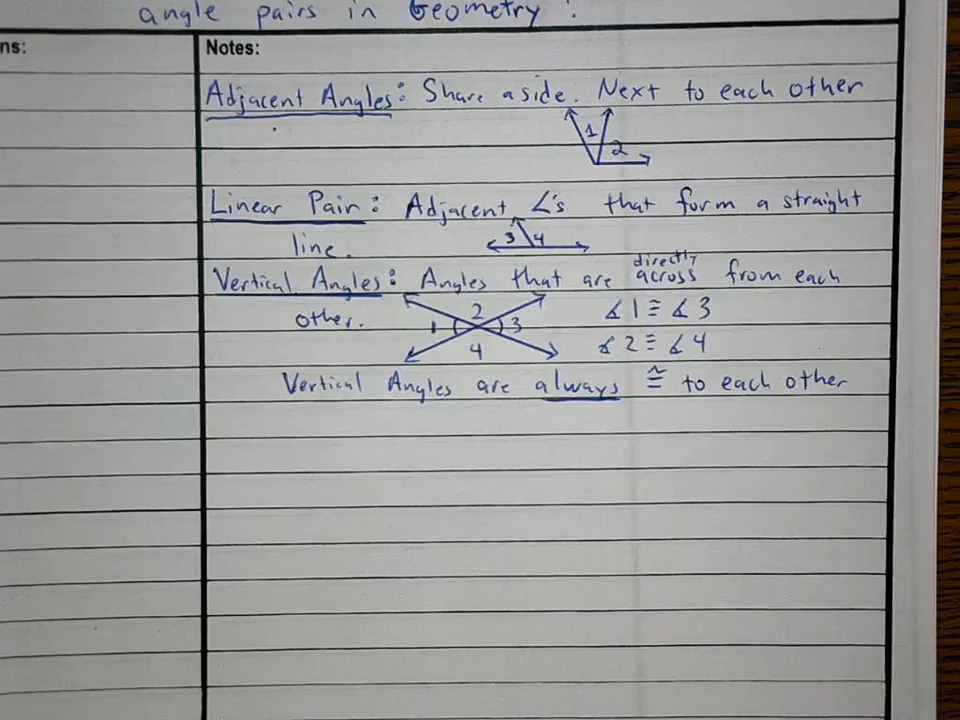 angle pairs in Geometry.
ns:
Notes:
Adjacent Angles: Share a side. Next to each other
1
2
Linear Pair: Adjacent ∠'s that form a straight
line.
3 4
directly
Vertical Angles: Angles that are across from each
other.
1 2 3 4
∡1 ≅ ∡3
∡2 ≅ ∡4
Vertical Angles are always ≅ to each other